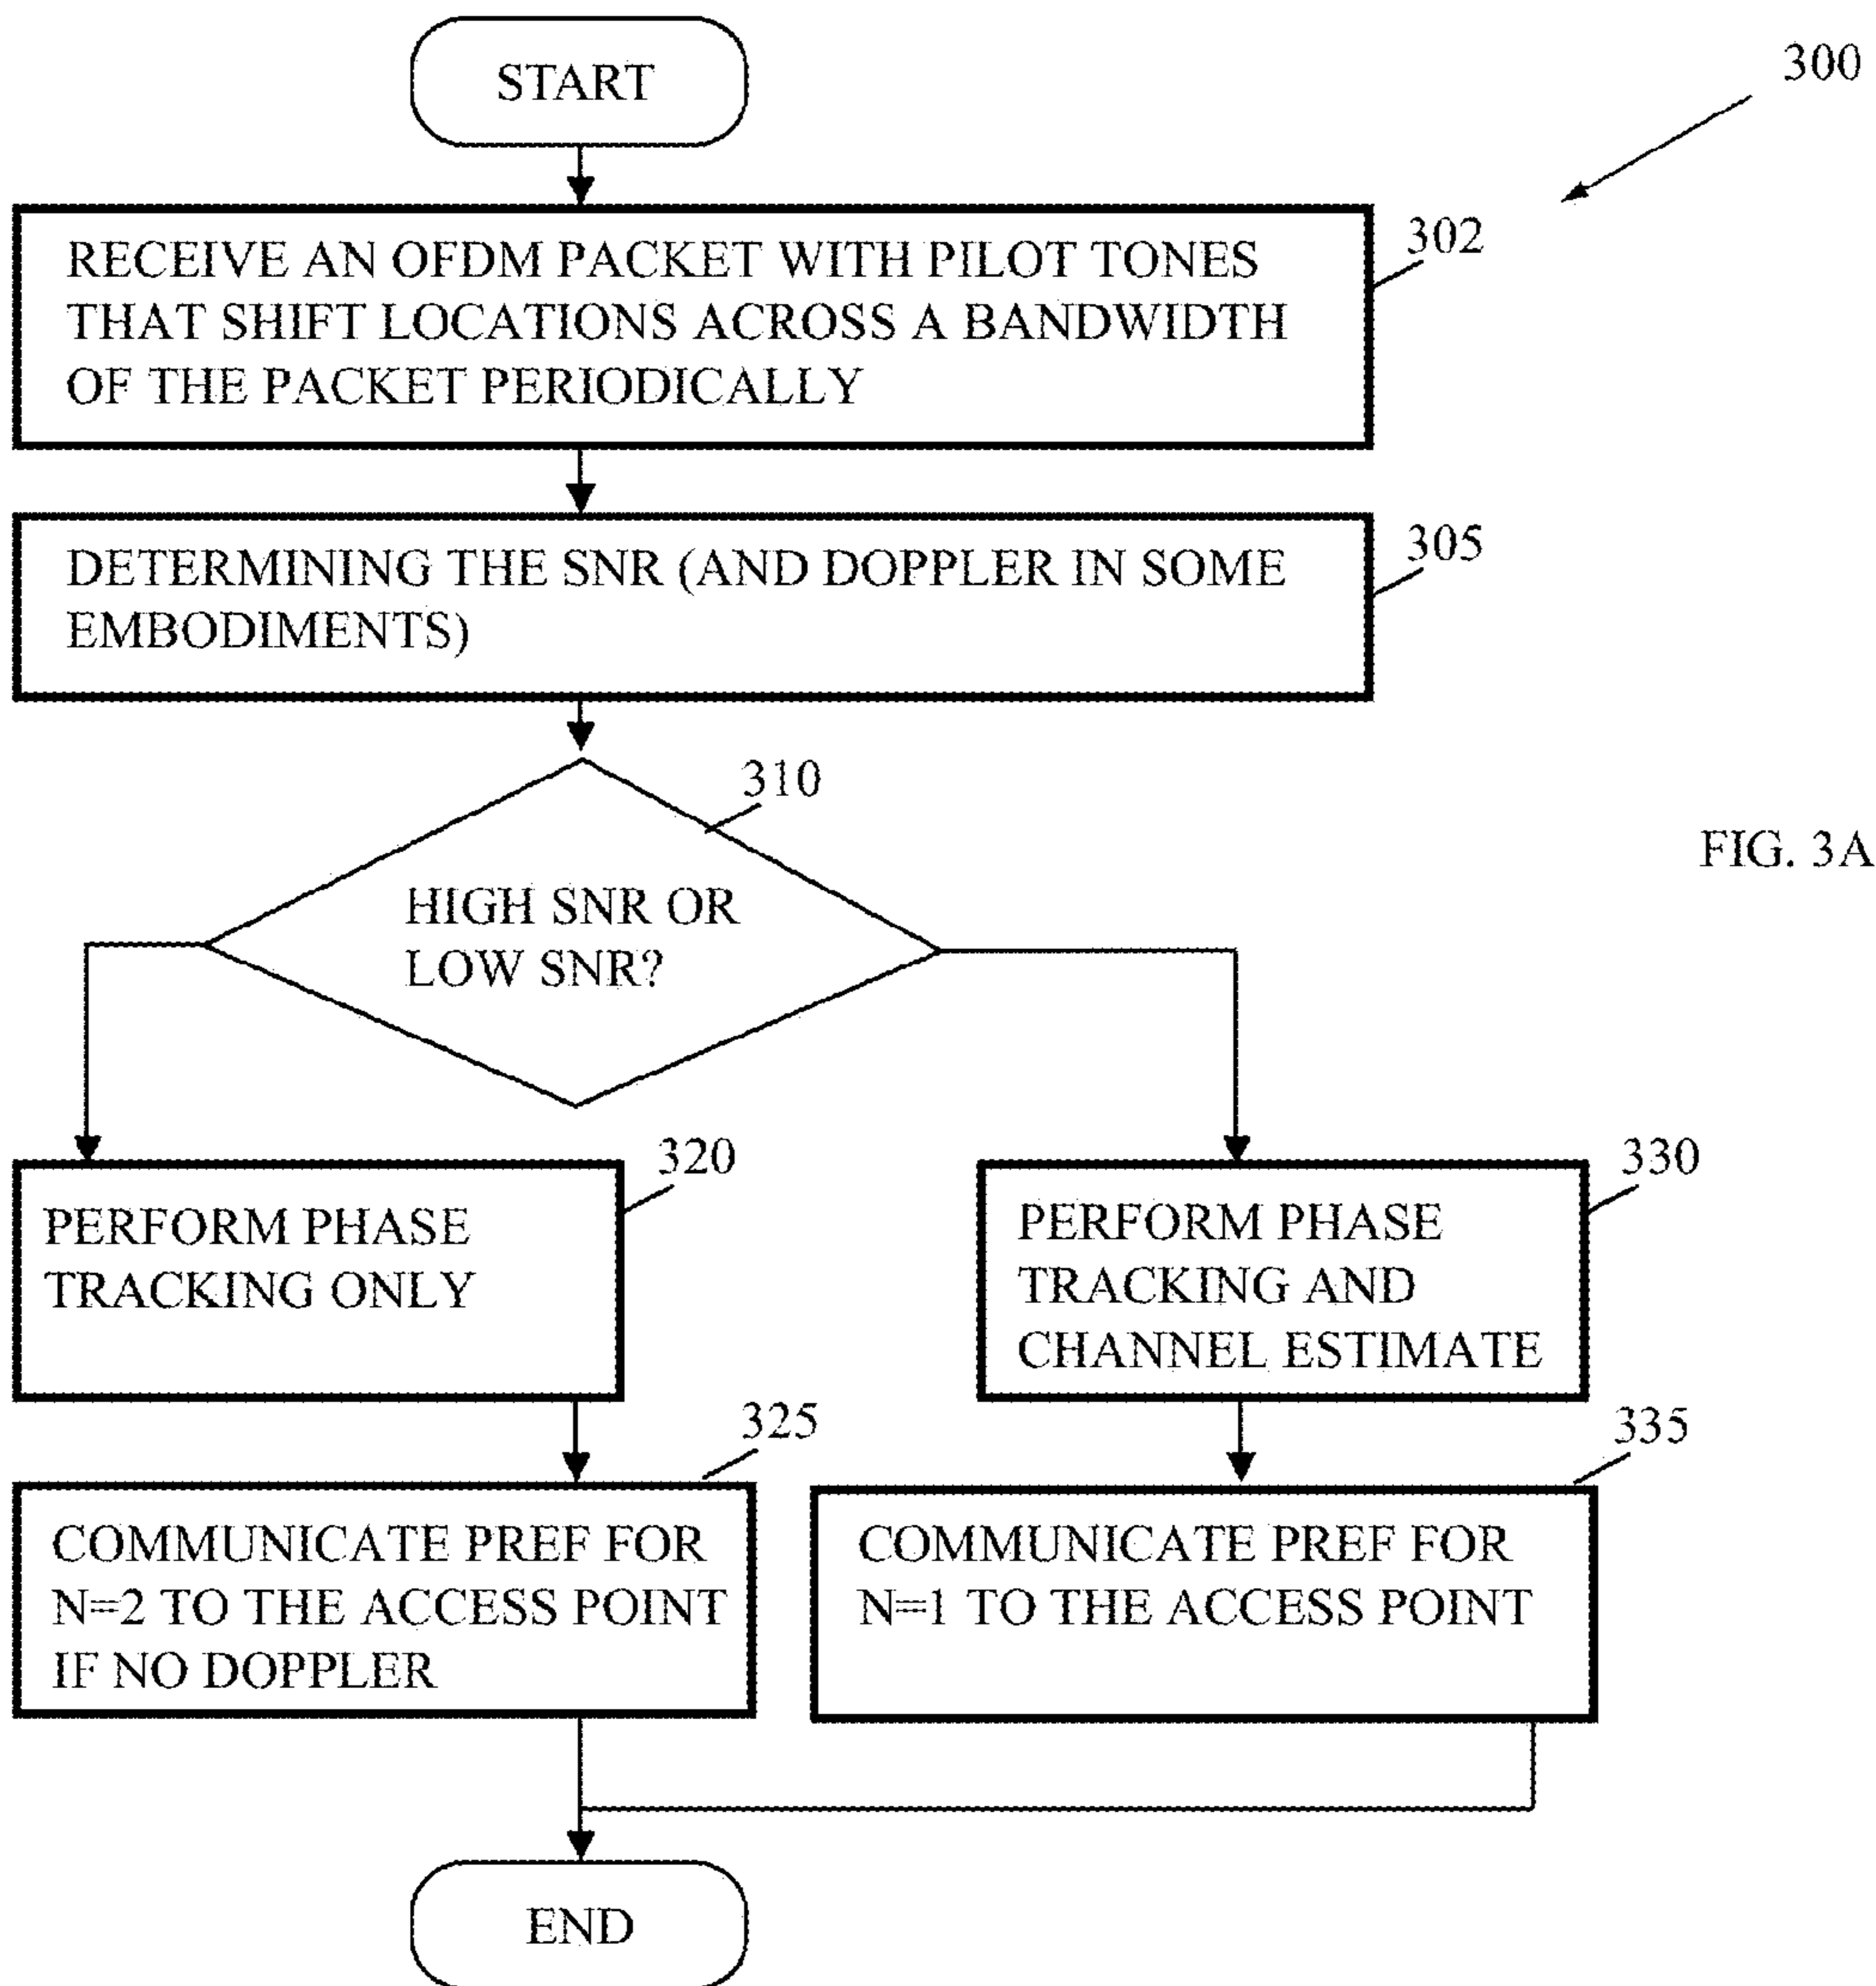 START
300
RECEIVE AN OFDM PACKET WITH PILOT TONES
THAT SHIFT LOCATIONS ACROSS A BANDWIDTH
OF THE PACKET PERIODICALLY
302
DETERMINING THE SNR (AND DOPPLER IN SOME
EMBODIMENTS)
305
310
HIGH SNR OR
LOW SNR?
FIG. 3A
PERFORM PHASE
TRACKING ONLY
320
PERFORM PHASE
TRACKING AND
CHANNEL ESTIMATE
330
COMMUNICATE PREF FOR
N=2 TO THE ACCESS POINT
IF NO DOPPLER
325
COMMUNICATE PREF FOR
N=1 TO THE ACCESS POINT
335
END